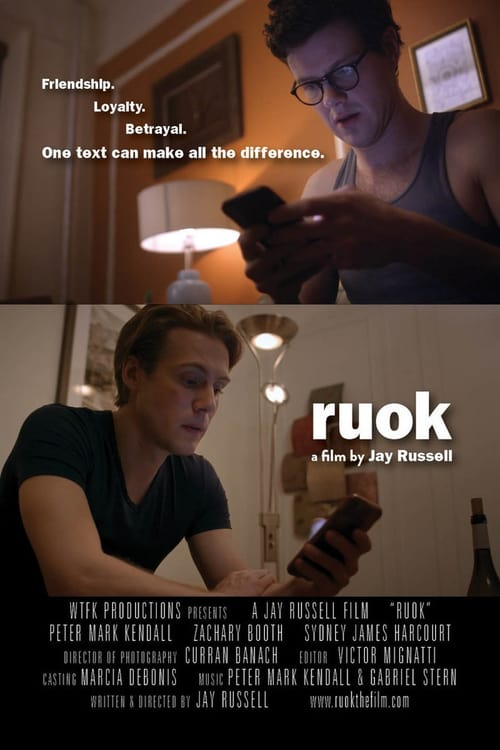 Friendship.
Loyalty.
Betrayal.
One text can make all the difference.
ruok
a film by Jay Russell
WTFK PRODUCTIONS PRESENTS A JAY RUSSELL FILM "RUOK"
PETER MARK KENDALL ZACHARY BOOTH SYDNEY JAMES HARCOURT
DIRECTOR OF PHOTOGRAPHY CURRAN BANACH EDITOR VICTOR MIGNATTI
CASTING MARCIA DEBONIS MUSIC PETER MARK KENDALL & GABRIEL STERN
WRITTEN & DIRECTED BY JAY RUSSELL www.ruokthefilm.com